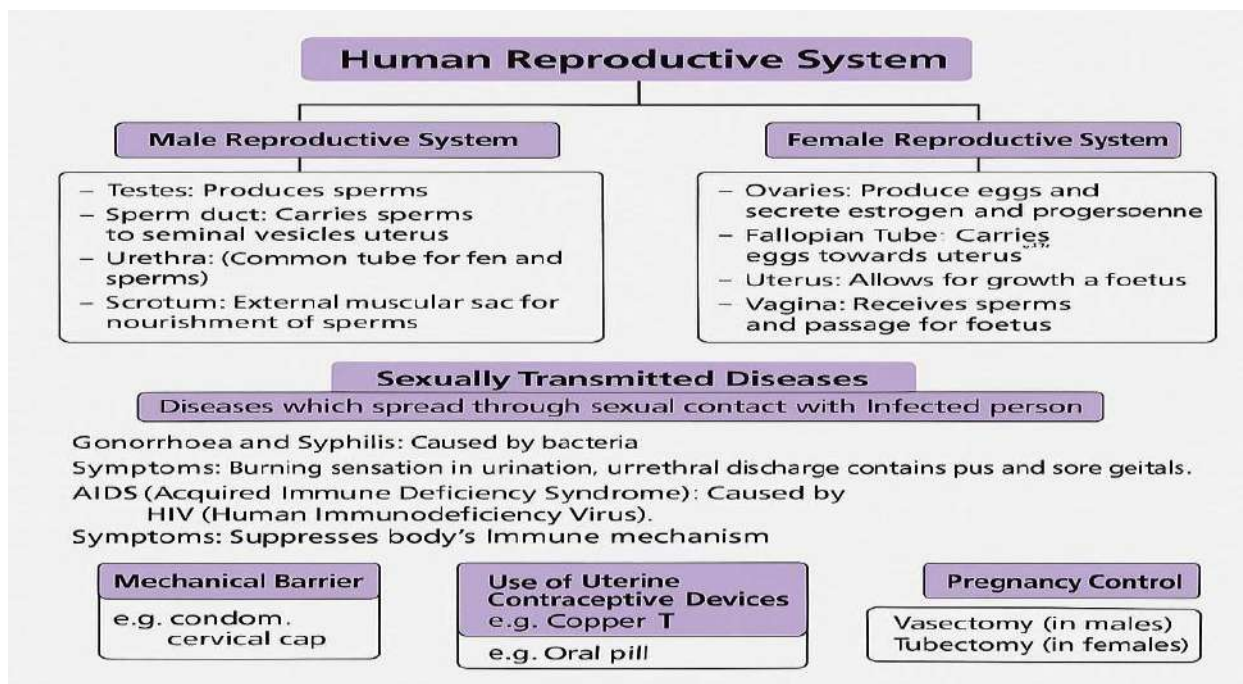 Human Reproductive System
Male Reproductive System
– Testes: Produces sperms
– Sperm duct: Carries sperms
to seminal vesicles uterus
– Urethra: (Common tube for fen and
sperms)
– Scrotum: External muscular sac for
nourishment of sperms
Female Reproductive System
– Ovaries: Produce eggs and
secrete estrogen and progersoenne
– Fallopian Tube: Carries
eggs towards uterus
– Uterus: Allows for growth a foetus
– Vagina: Receives sperms
and passage for foetus
Sexually Transmitted Diseases
Diseases which spread through sexual contact with Infected person
Gonorrhoea and Syphilis: Caused by bacteria
Symptoms: Burning sensation in urination, urrethral discharge contains pus and sore geitals.
AIDS (Acquired Immune Deficiency Syndrome): Caused by
HIV (Human Immunodeficiency Virus).
Symptoms: Suppresses body's Immune mechanism
Mechanical Barrier
e.g. condom.
cervical cap
Use of Uterine
Contraceptive Devices
e.g. Copper T
e.g. Oral pill
Pregnancy Control
Vasectomy (in males)
Tubectomy (in females)